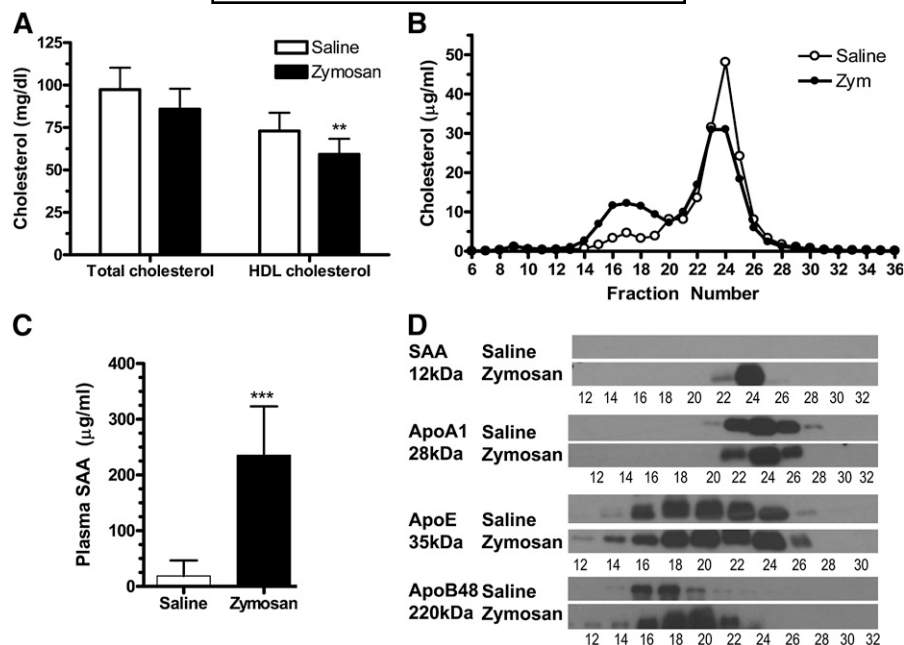 A
Cholesterol (mg/dl)
125
100
75
50
25
0
Saline
Zymosan
**
Total cholesterol HDL cholesterol
B
Cholesterol (μg/ml)
50
40
30
20
10
0
Saline
Zym
6 8 10 12 14 16 18 20 22 24 26 28 30 32 34 36
Fraction Number
C
Plasma SAA (μg/ml)
400
300
200
100
0
***
Saline Zymosan
D
SAA Saline
12kDa Zymosan
12 14 16 18 20 22 24 26 28 30 32
ApoA1 Saline
28kDa Zymosan
12 14 16 18 20 22 24 26 28 30 32
ApoE Saline
35kDa Zymosan
12 14 16 18 20 22 24 26 28 30
ApoB48 Saline
220kDa Zymosan
12 14 16 18 20 22 24 26 28 30 32